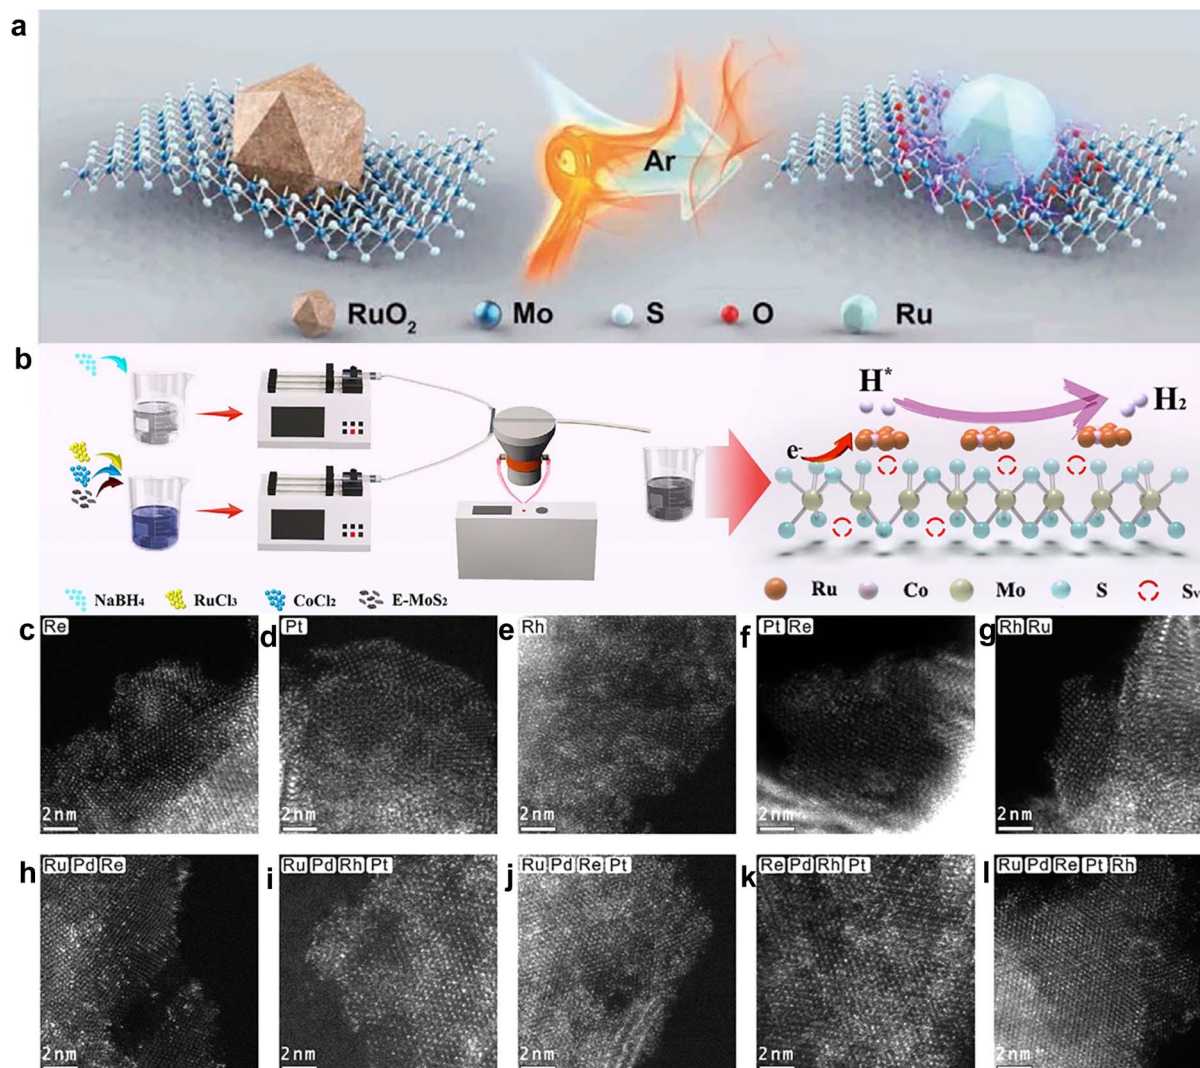 a
Ar
RuO₂ Mo S O Ru
b
H* H₂
e⁻
NaBH₄ RuCl₃ CoCl₂ E-MoS₂
Ru Co Mo S Sᵥ
c Re 2nm
d Pt 2nm
e Rh 2nm
f Pt Re 2nm
g Rh Ru 2nm
h Ru Pd Re 2nm
i Ru Pd Rh Pt 2nm
j Ru Pd Re Pt 2nm
k Re Pd Rh Pt 2nm
l Ru Pd Re Pt Rh 2nm